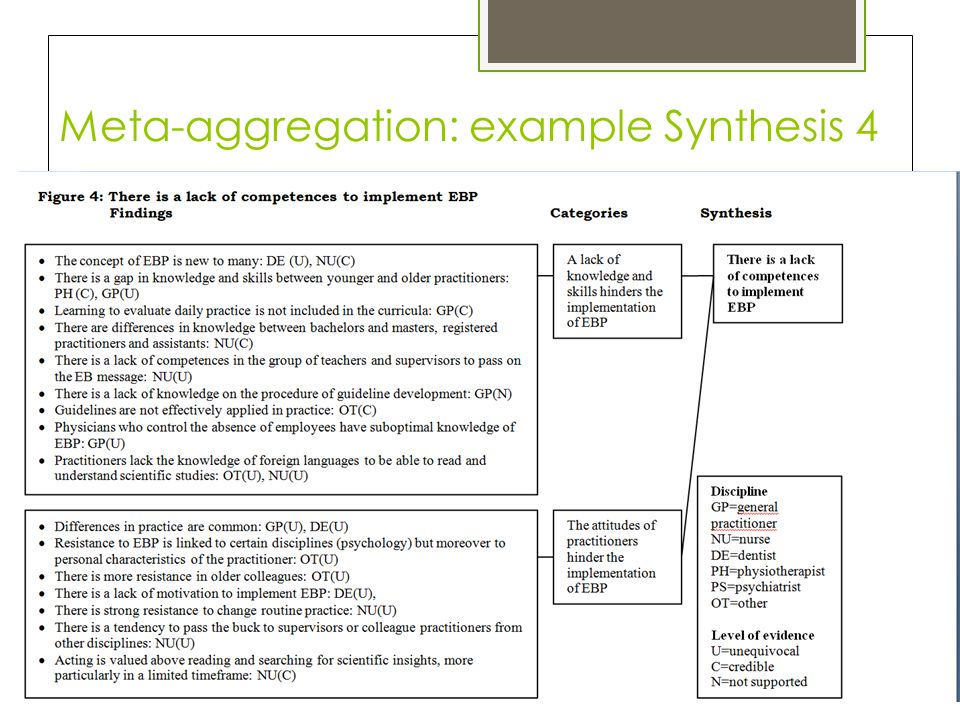 Meta-aggregation: example Synthesis 4
Figure 4: There is a lack of competences to implement EBP
Findings
Categories
Synthesis
• The concept of EBP is new to many: DE (U), NU(C)
• There is a gap in knowledge and skills between younger and older practitioners:
PH (C), GP(U)
• Learning to evaluate daily practice is not included in the curricula: GP(C)
• There are differences in knowledge between bachelors and masters, registered
practitioners and assistants: NU(C)
• There is a lack of competences in the group of teachers and supervisors to pass on
the EB message: NU(U)
• There is a lack of knowledge on the procedure of guideline development: GP(N)
• Guidelines are not effectively applied in practice: OT(C)
• Physicians who control the absence of employees have suboptimal knowledge of
EBP: GP(U)
• Practitioners lack the knowledge of foreign languages to be able to read and
understand scientific studies: OT(U), NU(U)
A lack of
knowledge and
skills hinders the
implementation
of EBP
There is a lack
of competences
to implement
EBP
• Differences in practice are common: GP(U), DE(U)
• Resistance to EBP is linked to certain disciplines (psychology) but moreover to
personal characteristics of the practitioner: OT(U)
• There is more resistance in older colleagues: OT(U)
• There is a lack of motivation to implement EBP: DE(U),
• There is strong resistance to change routine practice: NU(U)
• There is a tendency to pass the buck to supervisors or colleague practitioners from
other disciplines: NU(U)
• Acting is valued above reading and searching for scientific insights, more
particularly in a limited timeframe: NU(C)
The attitudes of
practitioners
hinder the
implementation
of EBP
Discipline
GP=general
practitioner
NU=nurse
DE=dentist
PH=physiotherapist
PS=psychiatrist
OT=other
Level of evidence
U=unequivocal
C=credible
N=not supported